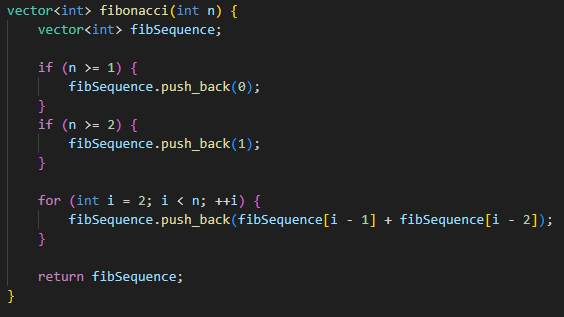 vector<int> fibonacci(int n) {
    vector<int> fibSequence;

    if (n >= 1) {
        fibSequence.push_back(0);
    }
    if (n >= 2) {
        fibSequence.push_back(1);
    }

    for (int i = 2; i < n; ++i) {
        fibSequence.push_back(fibSequence[i - 1] + fibSequence[i - 2]);
    }

    return fibSequence;
}